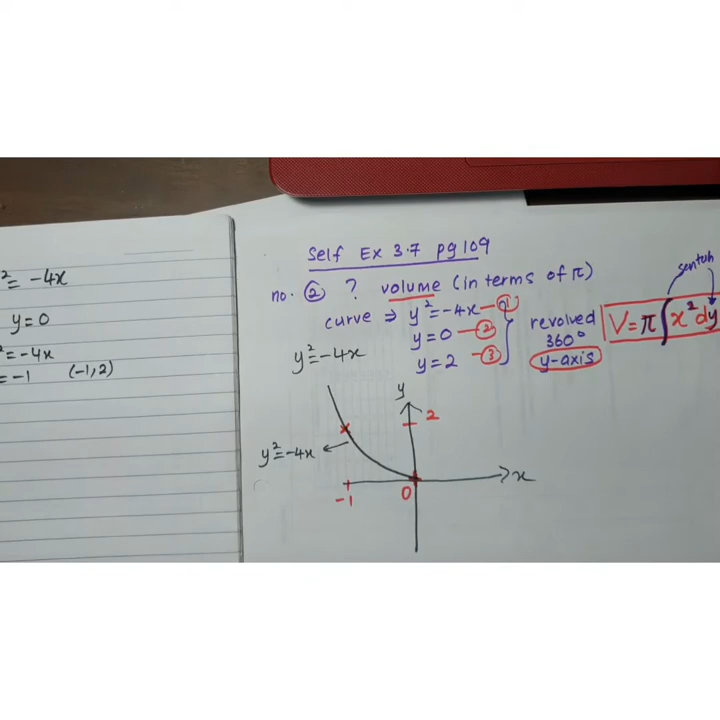 ² = -4x
y=0
²=-4x
=-1 (-1,2)
Self Ex 3.7 pg 109
no. ② ? volume (in terms of π)
curve ⇒ y²=-4x — ①
y=0 — ②
y=2 — ③
revolved
360°
y-axis
sentuh
V=π∫x²dy
y²=-4x
y
2
y²=-4x
x
-1
0